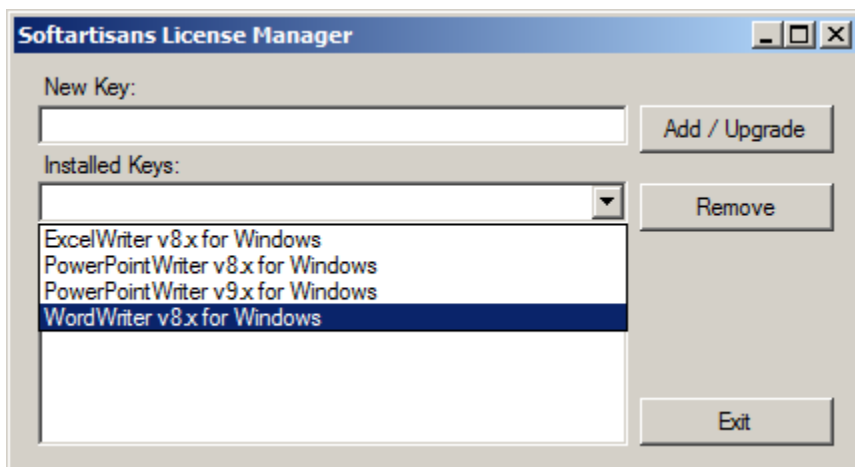 Softartisans License Manager
New Key:
Add / Upgrade
Installed Keys:
Remove
ExcelWriter v8.x for Windows
PowerPointWriter v8.x for Windows
PowerPointWriter v9.x for Windows
WordWriter v8.x for Windows
Exit